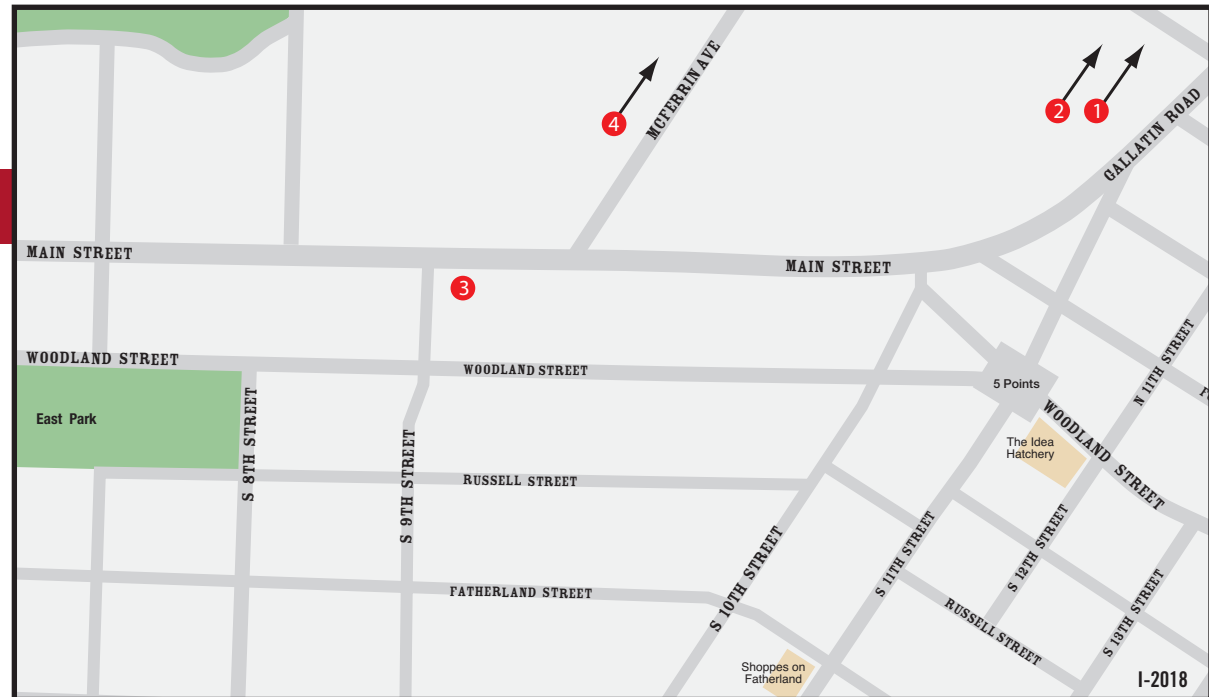 MCFERRIN AVE
4
2
1
GALLATIN ROAD
MAIN STREET
MAIN STREET
3
N 11TH STREET
WOODLAND STREET
WOODLAND STREET
5 Points
East Park
S 8TH STREET
WOODLAND STREET
The Idea
Hatchery
S 9TH STREET
RUSSELL STREET
S 10TH STREET
S 11TH STREET
S 12TH STREET
S 13TH STREET
FATHERLAND STREET
RUSSELL STREET
Shoppes on
Fatherland
I-2018